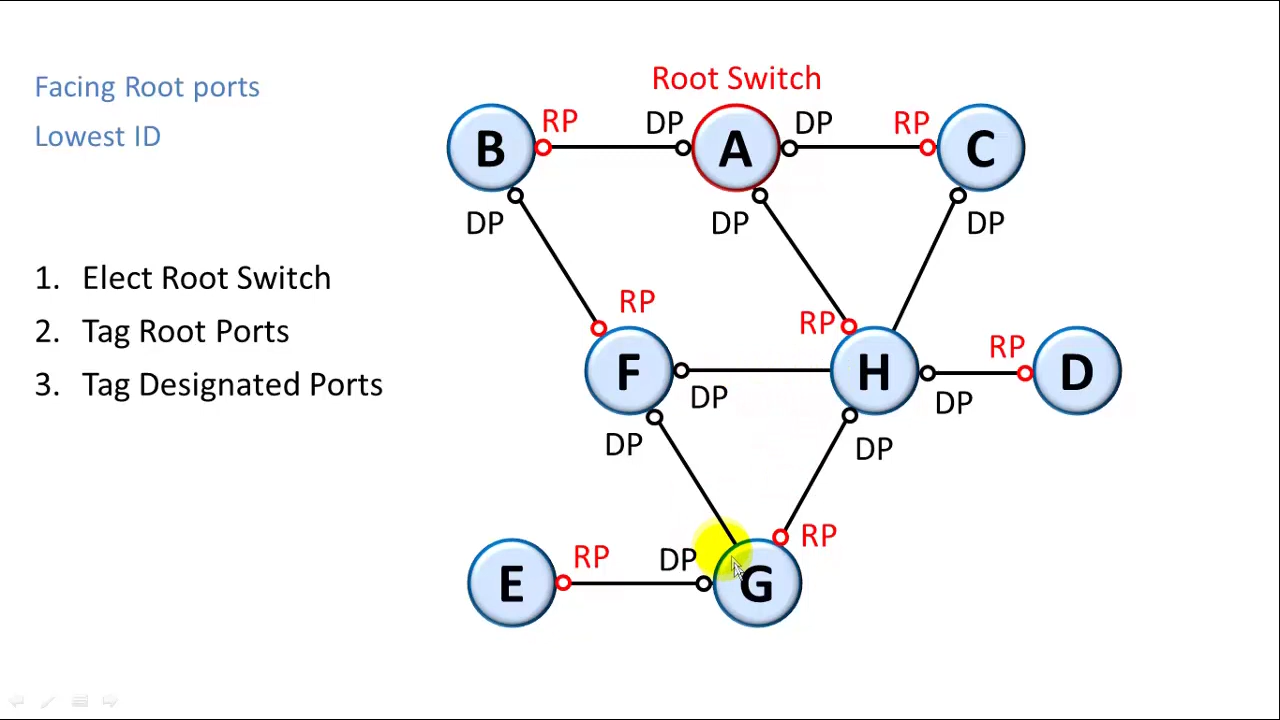 Facing Root ports
Lowest ID
1. Elect Root Switch
2. Tag Root Ports
3. Tag Designated Ports
Root Switch
B RP DP A DP RP C
DP DP DP
RP RP RP
F DP H DP D
DP DP
RP DP RP
E G